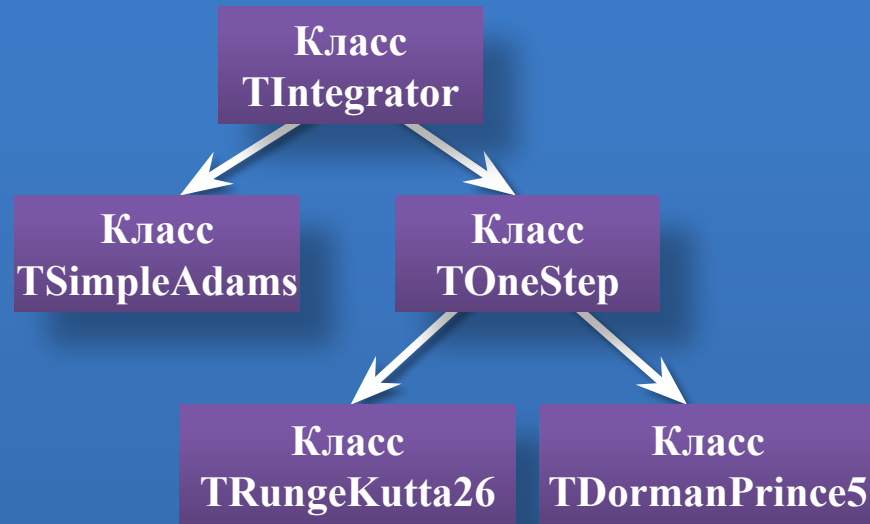 Класс
TIntegrator
Класс
TSimpleAdams
Класс
TOneStep
Класс
TRungeKutta26
Класс
TDormanPrince5